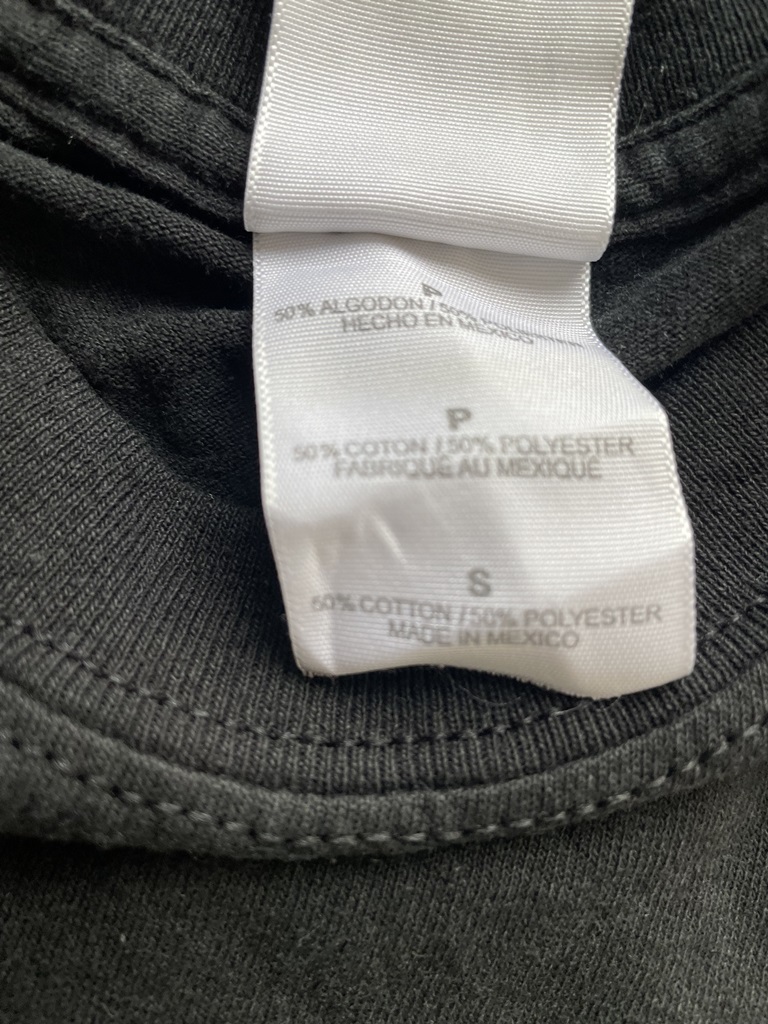 P
50% ALGODON / 50%
HECHO EN MEXICO
P
50% COTON / 50% POLYESTER
FABRIQUÉ AU MEXIQUE
S
50% COTTON / 50% POLYESTER
MADE IN MEXICO